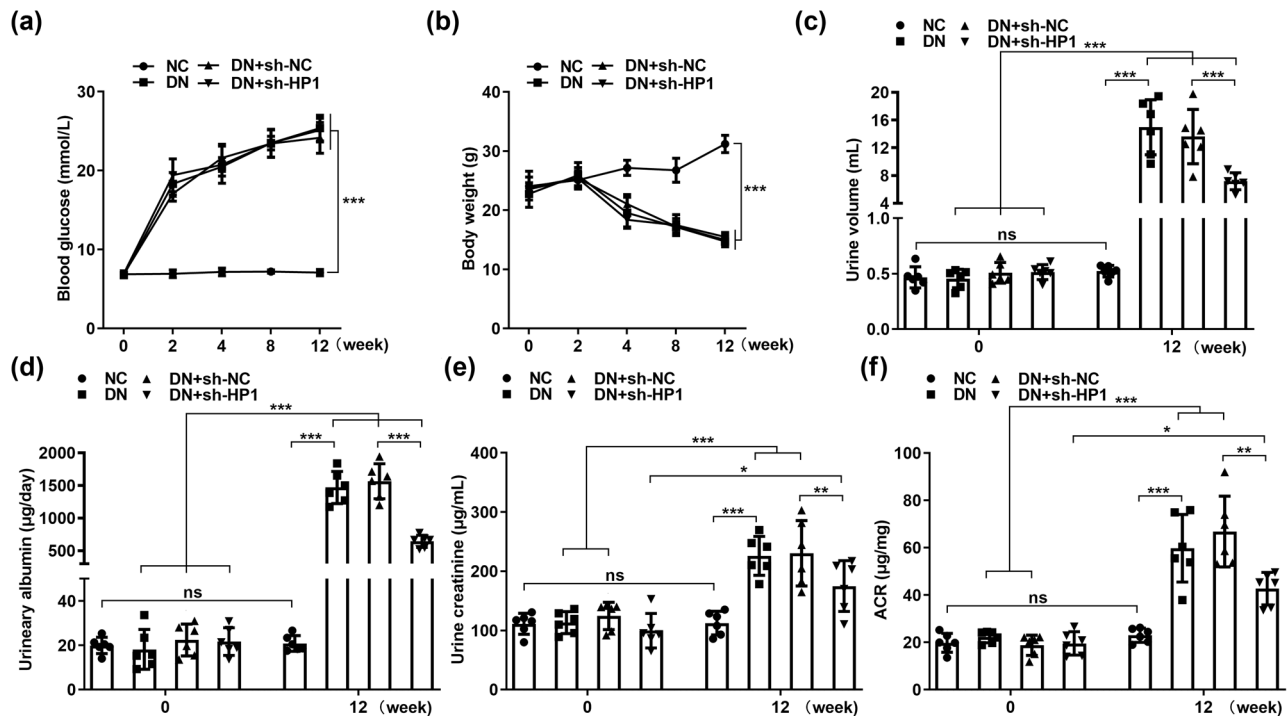 (a)
NC DN+sh-NC
DN DN+sh-HP1
Blood glucose (mmol/L)
30
20
10
0
***
0 2 4 8 12 (week)
(b)
NC DN+sh-NC
DN DN+sh-HP1
Body weight (g)
40
30
20
10
0
***
0 2 4 8 12 (week)
(c)
NC DN+sh-NC
DN DN+sh-HP1
***
*** ***
Urine volume (mL)
20
16
12
8
4
1.0
0.5
0.0
ns
0 12 (week)
(d)
NC DN+sh-NC
DN DN+sh-HP1
***
*** ***
Urineary albumin (μg/day)
2000
1500
1000
500
40
20
0
ns
0 12 (week)
(e)
NC DN+sh-NC
DN DN+sh-HP1
***
*
**
***
Urine creatinine (μg/mL)
400
300
200
100
0
ns
0 12 (week)
(f)
NC DN+sh-NC
DN DN+sh-HP1
***
*
**
***
ACR (μg/mg)
100
80
60
40
20
0
ns
0 12 (week)